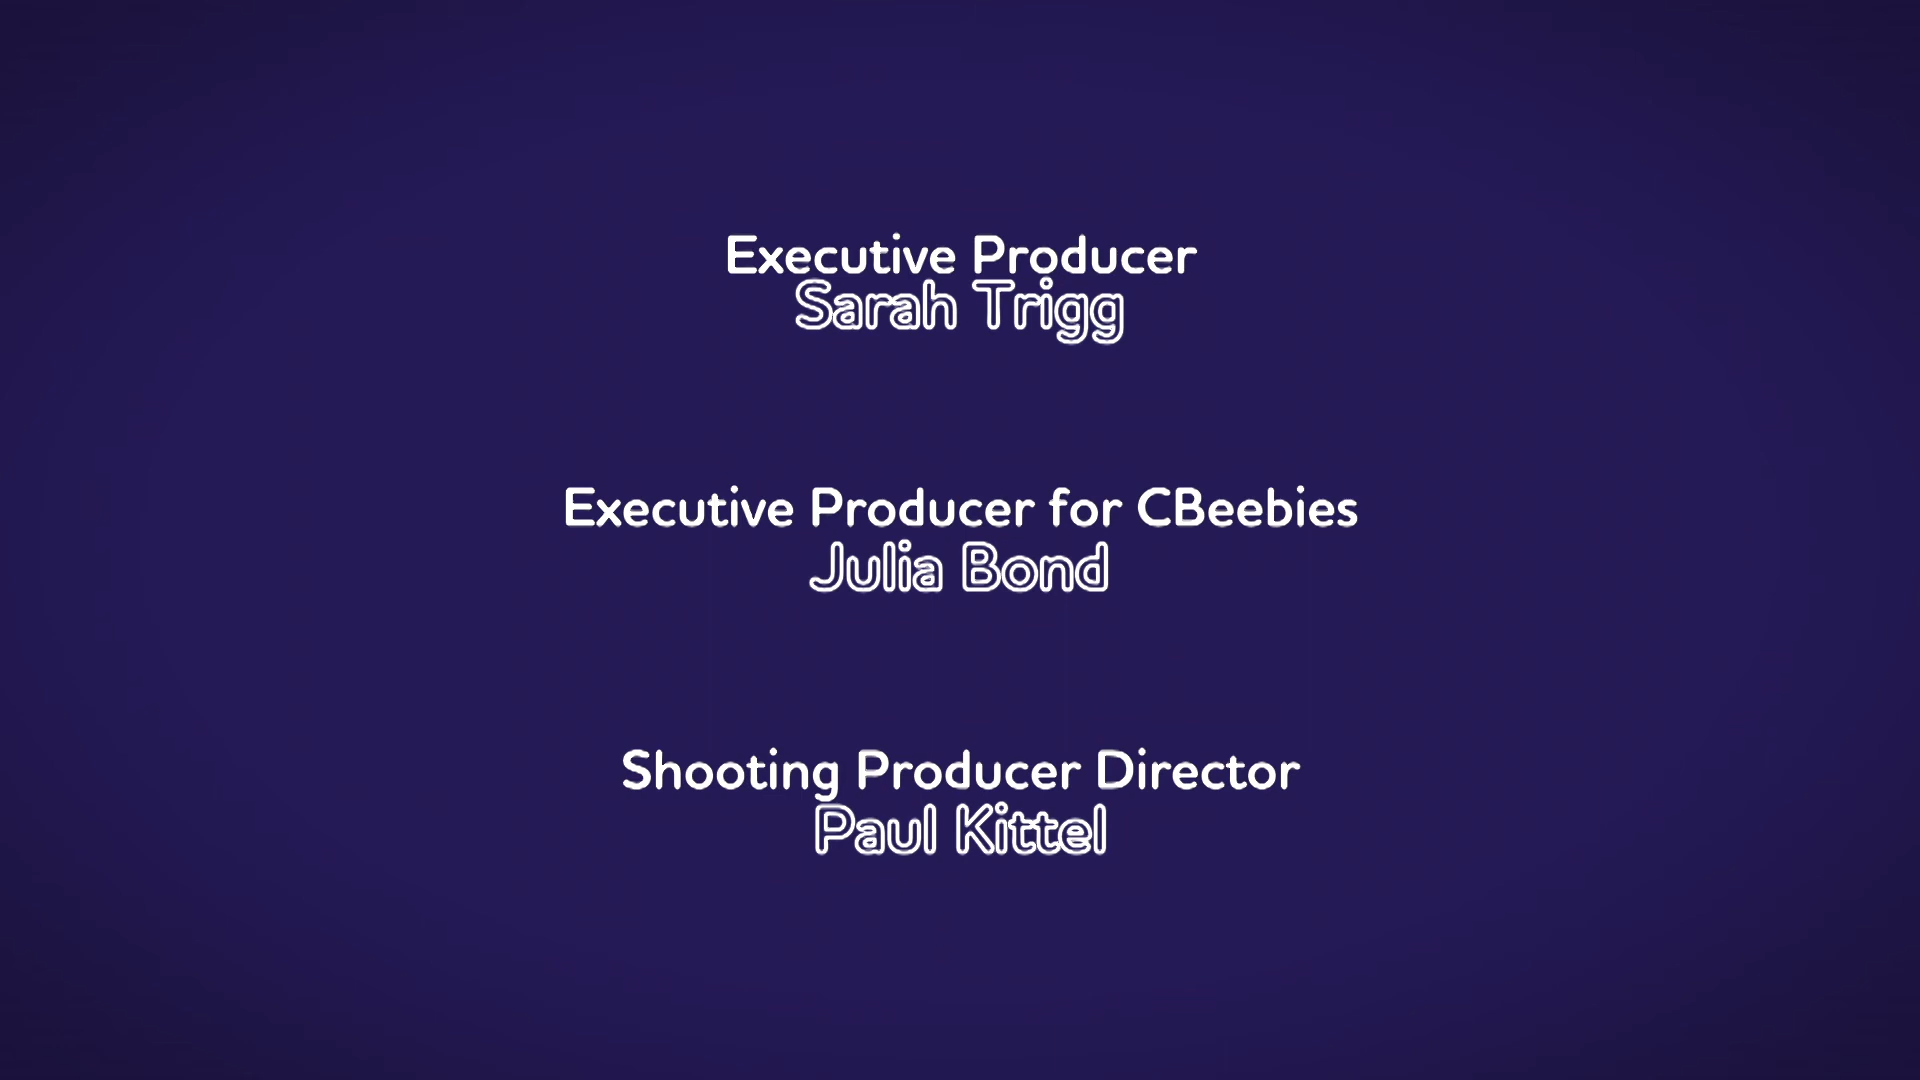 Executive Producer
Sarah Trigg
Executive Producer for CBeebies
Julia Bond
Shooting Producer Director
Paul Kittel